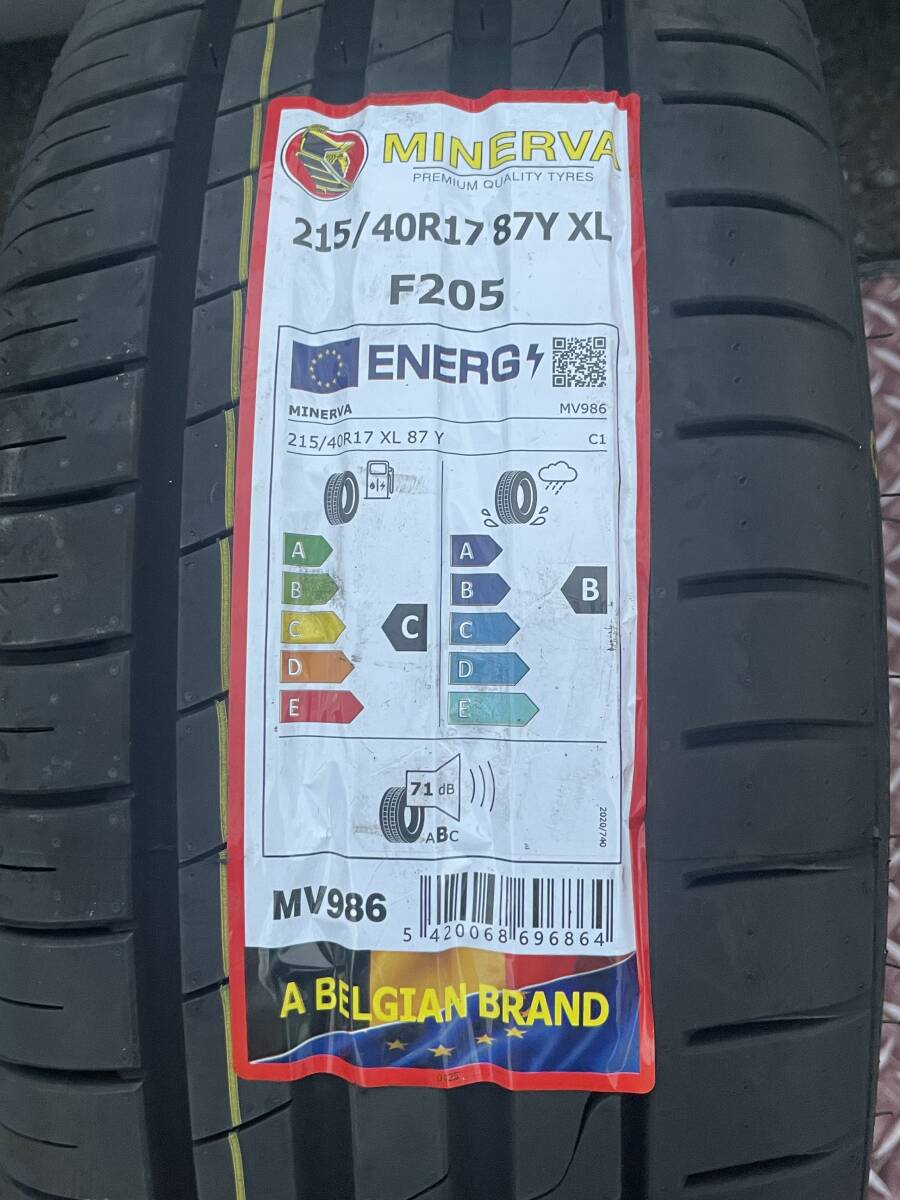 MINERVA
PREMIUM QUALITY TYRES
215/40R17 87Y XL
F205
ENERG
MINERVA MV986
215/40R17 XL 87 Y C1
A A
B B B
C C C
D D
E E
71 dB
ABC
2020/740
MV986
5 420068 696864
A BELGIAN BRAND